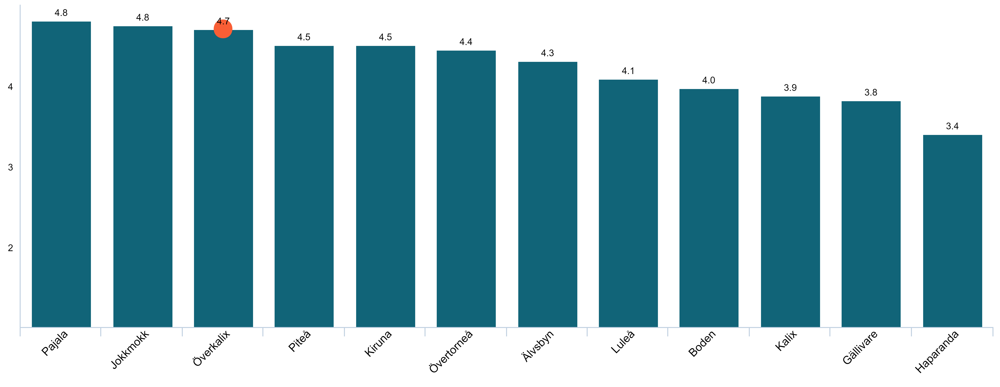 4.8
4.8
4.7
4.5
4.5
4.4
4.3
4.1
4.0
3.9
3.8
3.4
4
3
2
Pajala
Jokkmokk
Överkalix
Piteå
Kiruna
Övertorneå
Älvsbyn
Luleå
Boden
Kalix
Gällivare
Haparanda